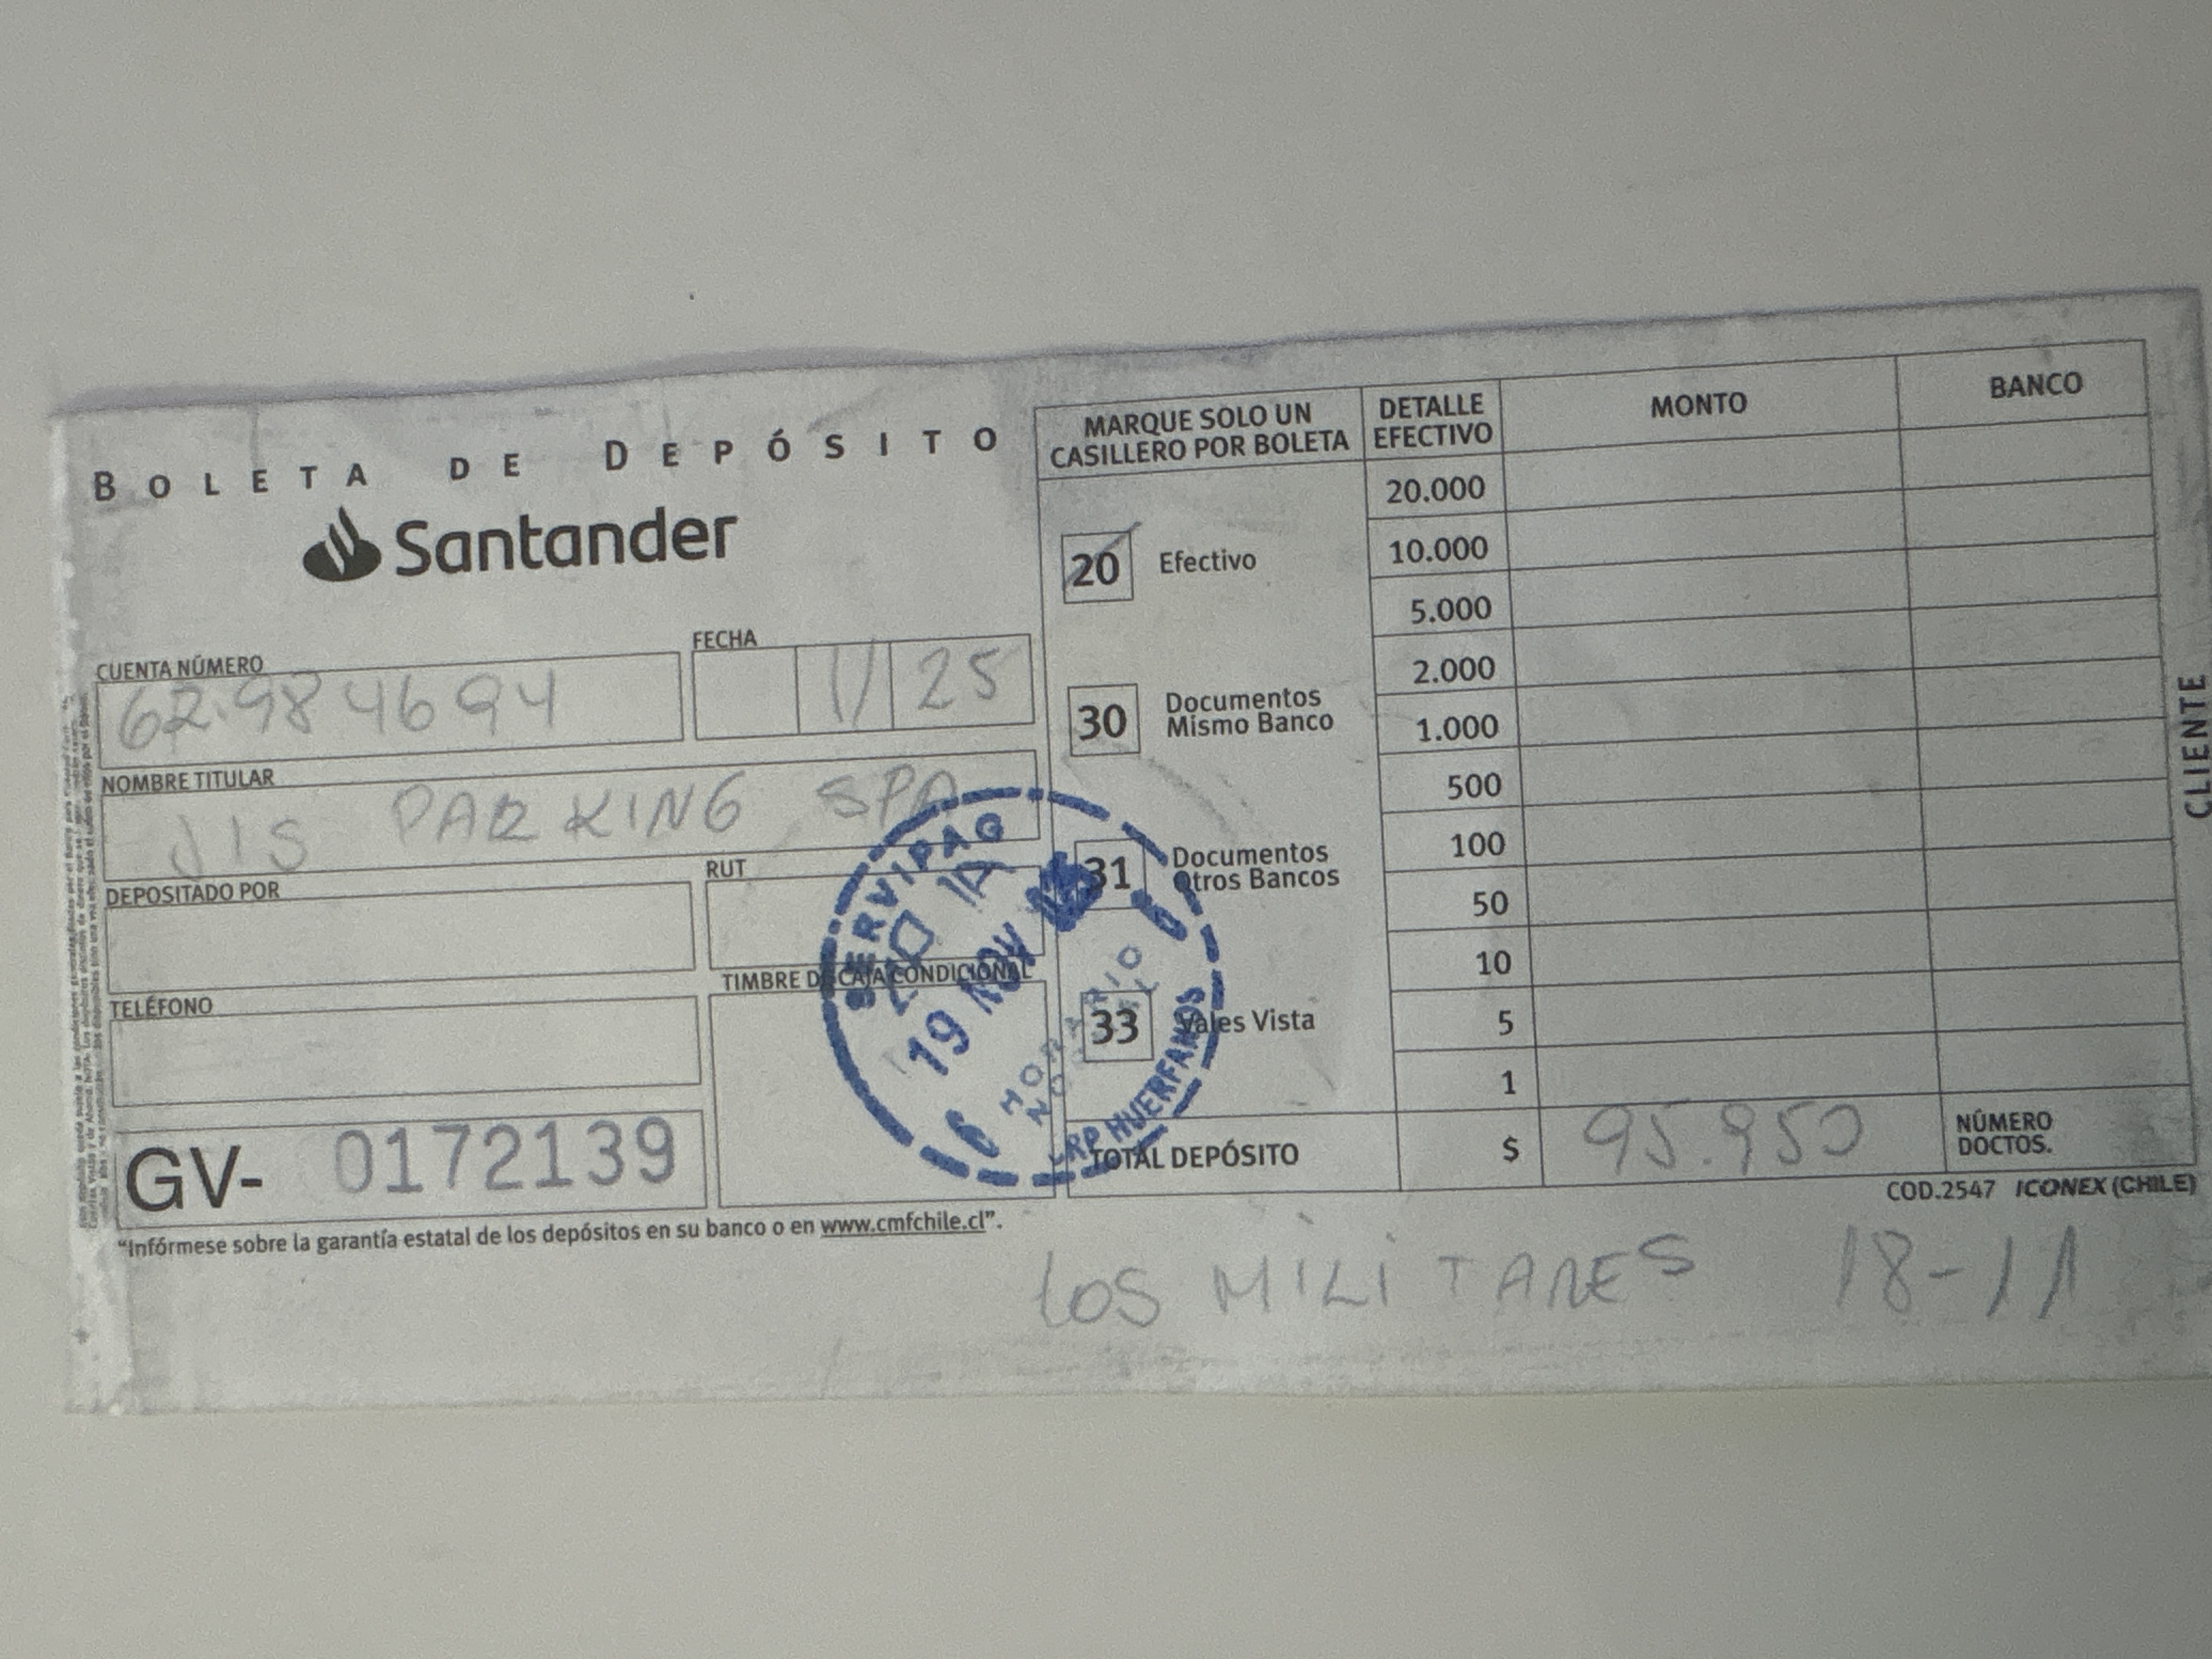 BOLETA DE DEPÓSITO
Santander
CUENTA NÚMERO
62.984694
FECHA
11 25
NOMBRE TITULAR
JIS PARKING SPA
DEPOSITADO POR
RUT
TELÉFONO
TIMBRE DE CAJA CONDICIONAL
GV- 0172139
"Infórmese sobre la garantía estatal de los depósitos en su banco o en www.cmfchile.cl".
MARQUE SOLO UN
CASILLERO POR BOLETA
20 Efectivo
30 Documentos
Mismo Banco
31 Documentos
Otros Bancos
33 Vales Vista
DETALLE
EFECTIVO
MONTO
BANCO
20.000
10.000
5.000
2.000
1.000
500
100
50
10
5
1
TOTAL DEPÓSITO $ 95.950
NÚMERO
DOCTOS.
COD.2547 ICONEX (CHILE)
CLIENTE
SERVIPAG
19 NOV
HORARIO
HUERFANOS
LOS MILITARES 18-11